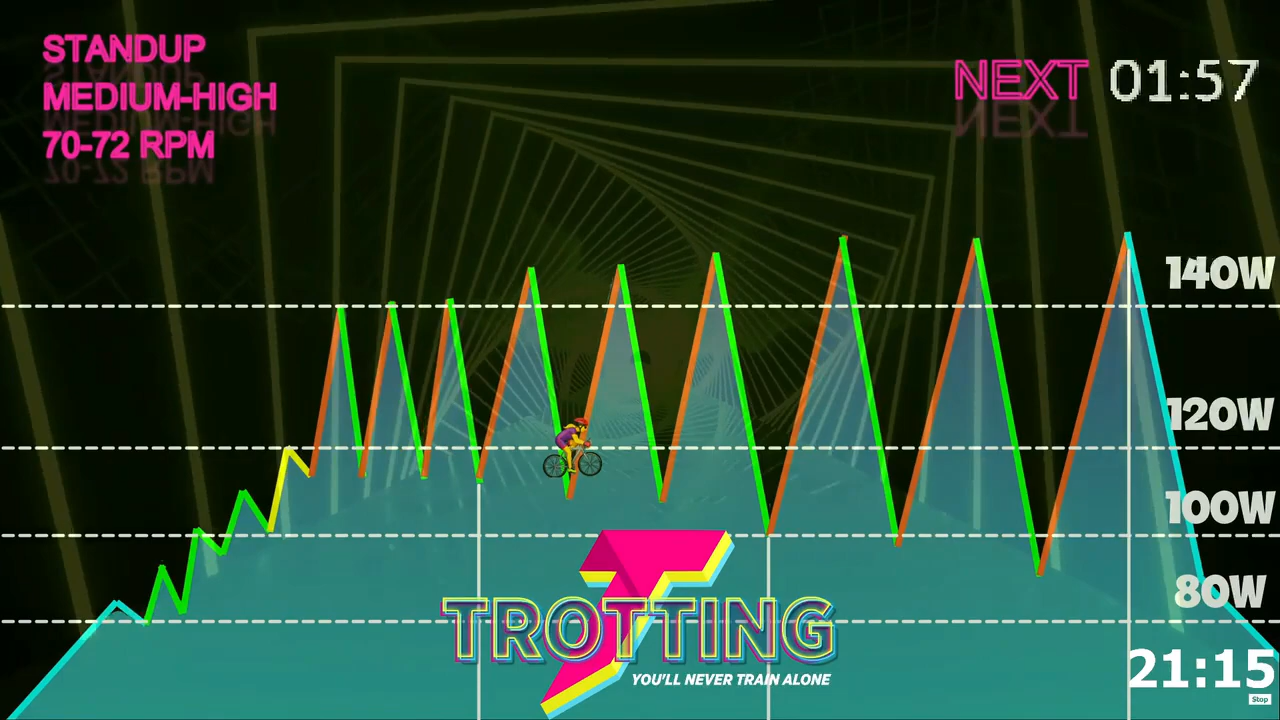 STANDUP
MEDIUM-HIGH
70-72 RPM
NEXT 01:57
140W
120W
100W
80W
TROTTING
YOU'LL NEVER TRAIN ALONE
21:15
Stop